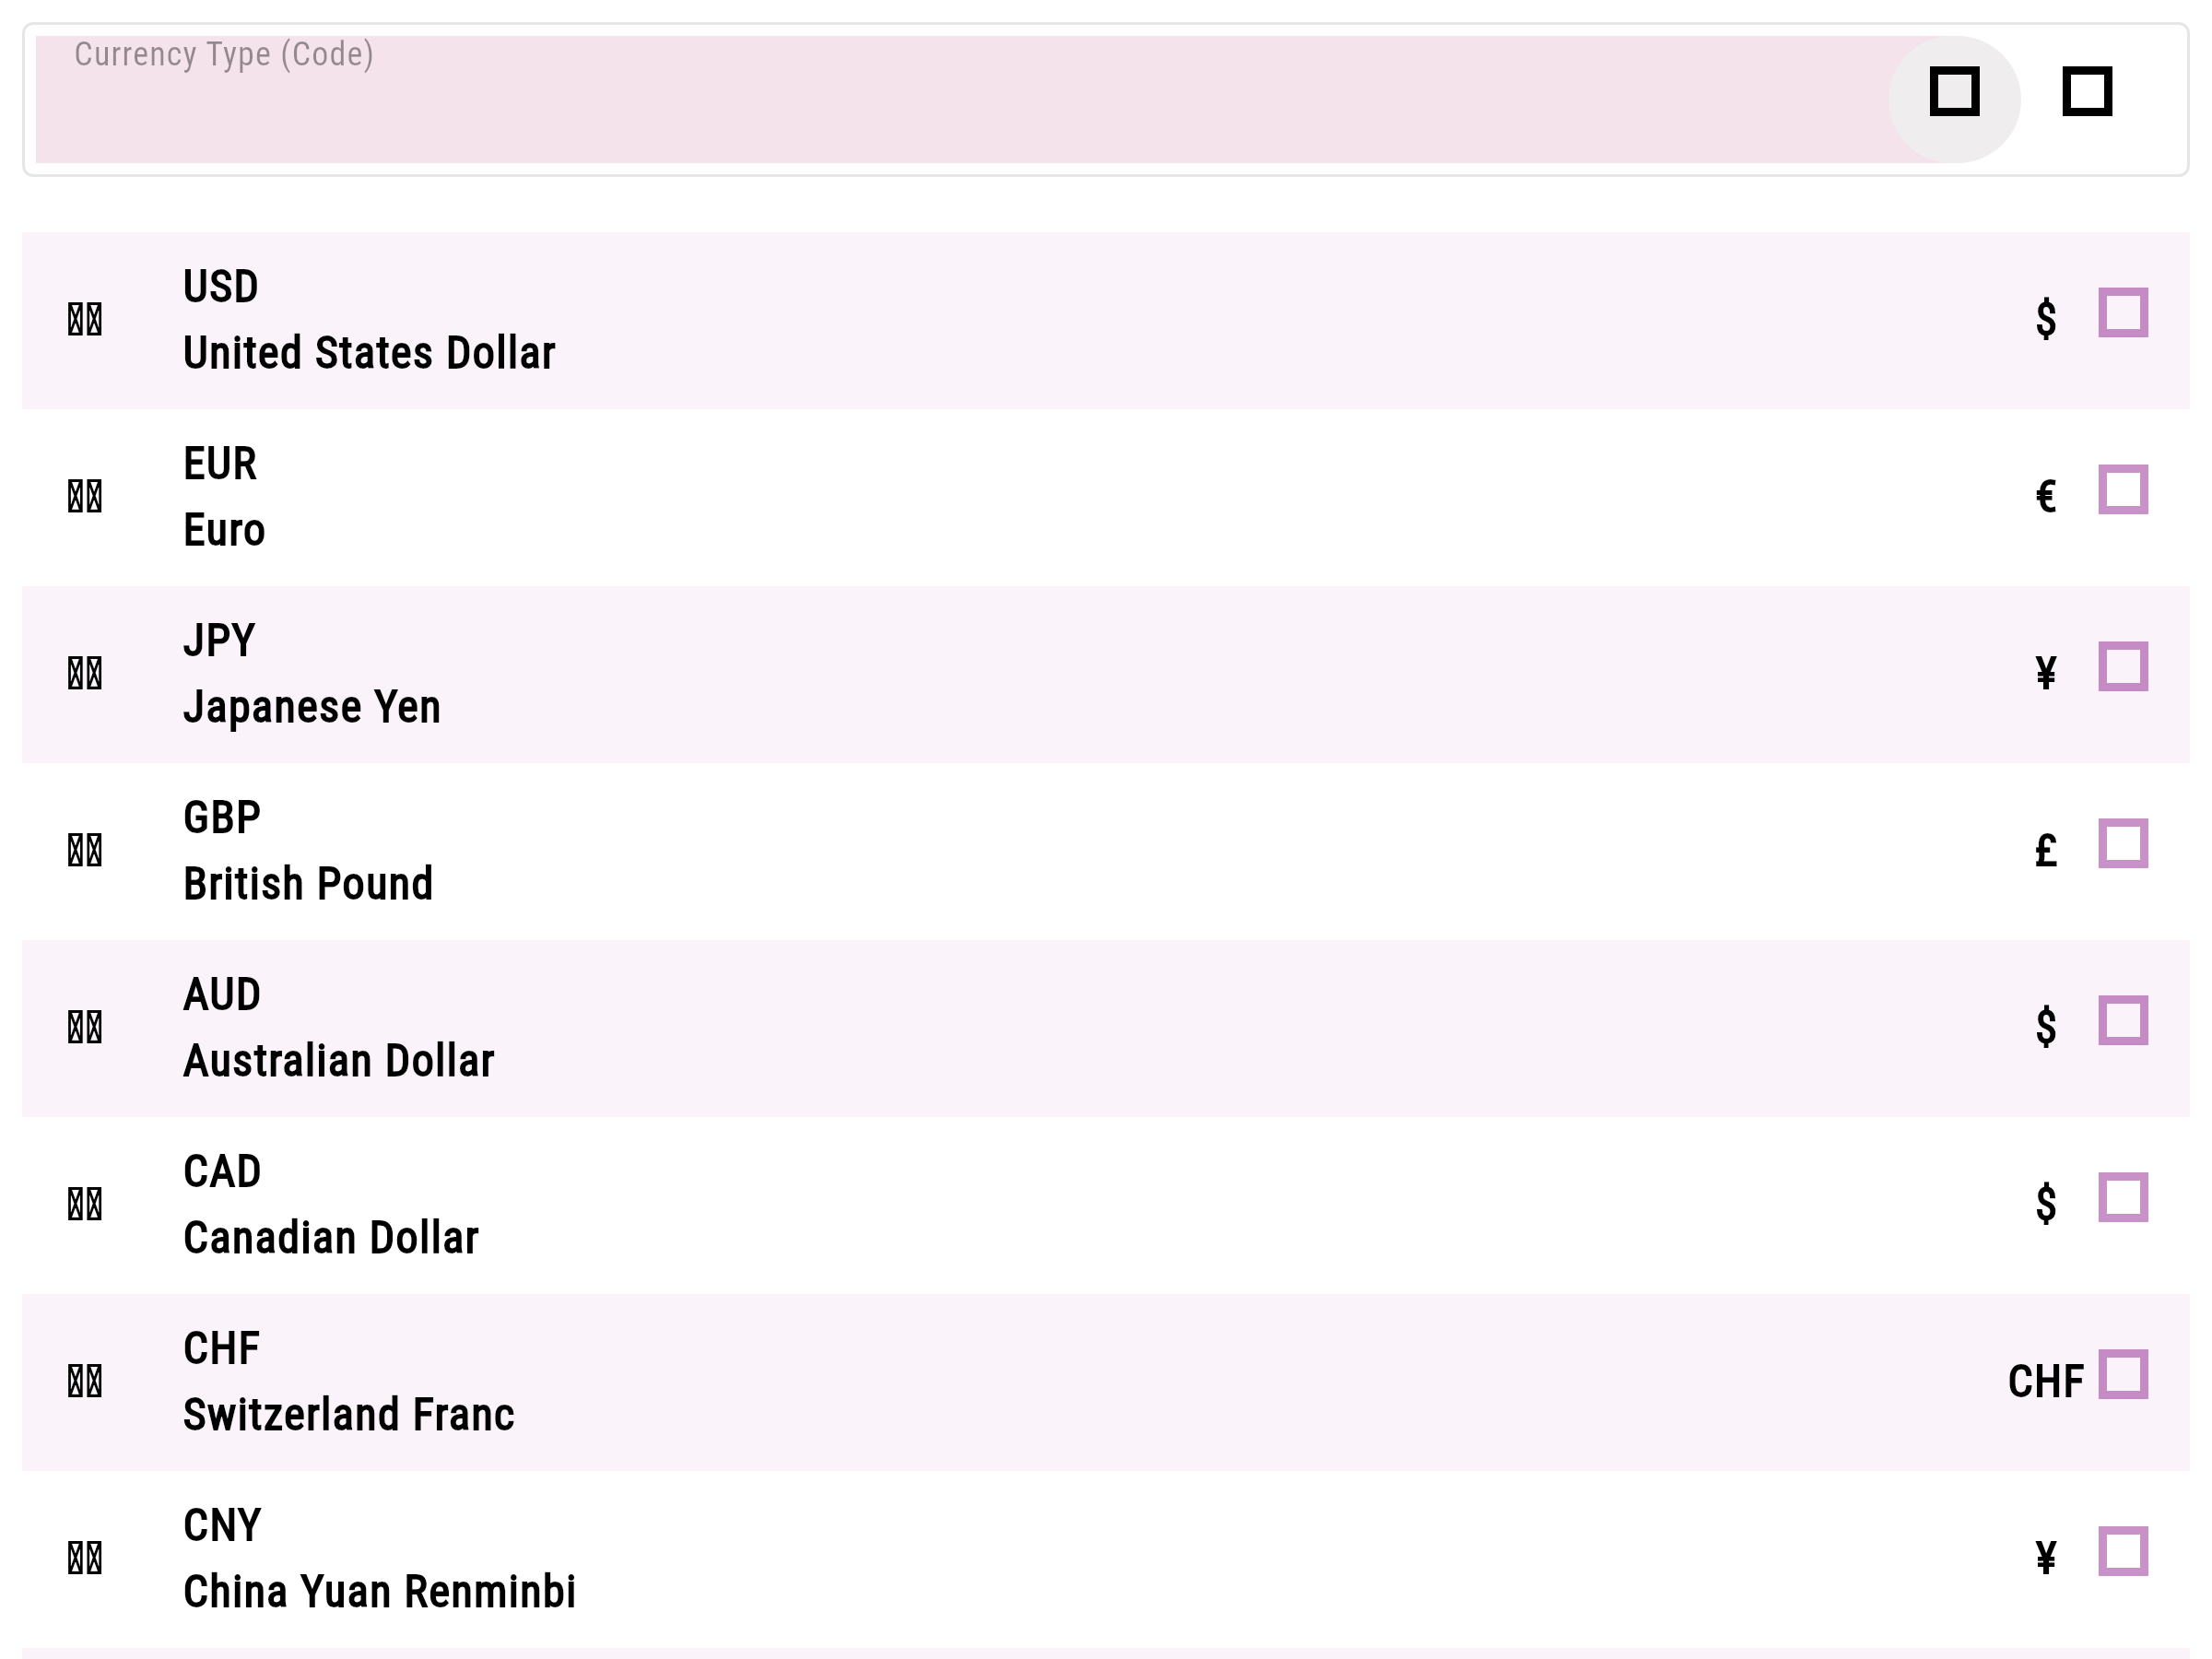 Currency Type (Code)
USD
United States Dollar
$
EUR
Euro
€
JPY
Japanese Yen
¥
GBP
British Pound
£
AUD
Australian Dollar
$
CAD
Canadian Dollar
$
CHF
Switzerland Franc
CHF
CNY
China Yuan Renminbi
¥